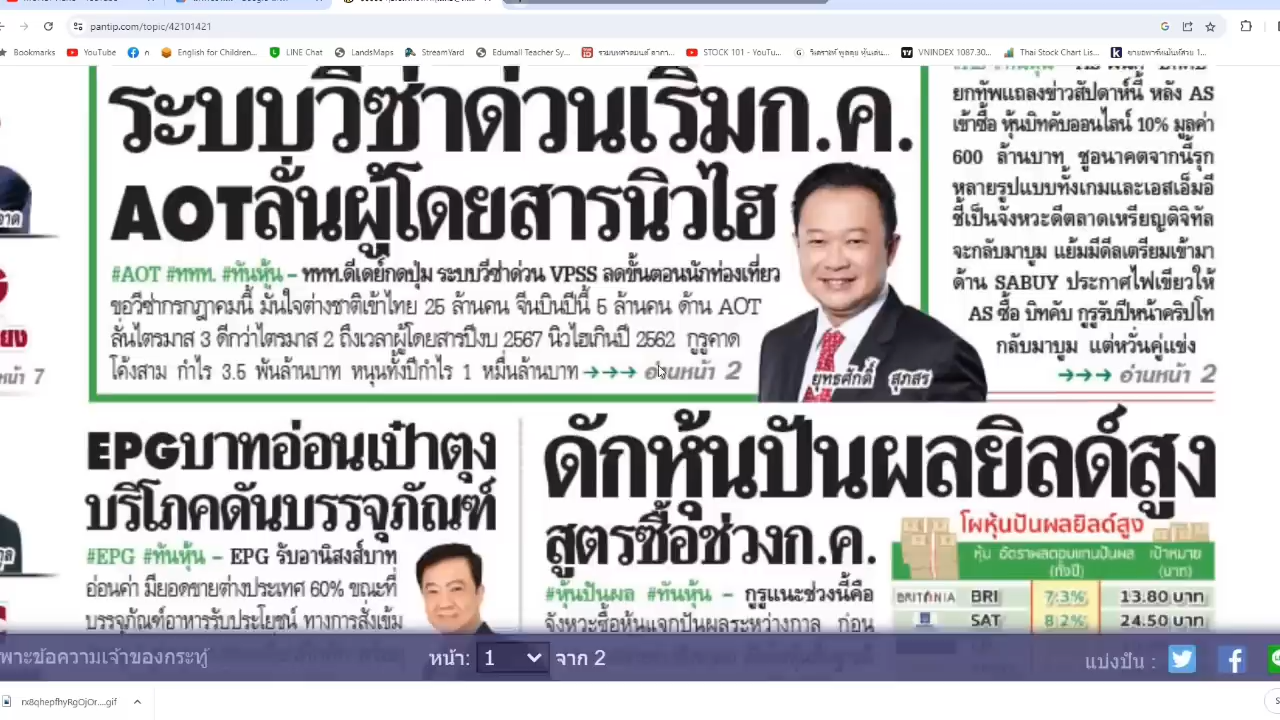 pantip.com/topic/42101421
Bookmarks
YouTube
n
English for Children...
LINE Chat
LandsMaps
StreamYard
Edumall Teacher Sy...
STOCK 101 - YouTu...
VNINDEX 1087.30...
Thai Stock Chart Lis...
ระบบวีซ่าด่วนเริ่มก.ค.
AOTลั่นผู้โดยสารนิวไฮ
#AOT #ททท. #ทันหุ้น – ททท.ดีเดย์กดปุ่ม ระบบวีซ่าด่วน VPSS ลดขั้นตอนนักท่องเที่ยว
ขอวีซ่ากรกฎาคมนี้ มั่นใจต่างชาติเข้าไทย 25 ล้านคน จีนบินปีนี้ 5 ล้านคน ด้าน AOT
ลั่นไตรมาส 3 ดีกว่าไตรมาส 2 ถึงเวลาผู้โดยสารปีงบ 2567 นิวไฮเกินปี 2562 กูรูคาด
โค้งสาม กำไร 3.5 พันล้านบาท หนุนทั้งปีกำไร 1 หมื่นล้านบาท →→→ อ่านหน้า 2
ยุทธศักดิ์ สุภสร
ยกทัพแถลงข่าวสัปดาห์นี้ หลัง AS
เข้าซื้อ หุ้นบิทคับออนไลน์ 10% มูลค่า
600 ล้านบาท ชูอนาคตจากนี้รุก
หลายรูปแบบทั้งเกมและเอสเอ็มอี
ชี้เป็นจังหวะดีตลาดเหรียญดิจิทัล
จะกลับมาบูม แย้มมีดีลเตรียมเข้ามา
ด้าน SABUY ประกาศไฟเขียวให้
AS ซื้อ บิทคับ กูรูรับปีหน้าคริปโท
กลับมาบูม แต่หวั่นคู่แข่ง
→→→ อ่านหน้า 2
หน้า 7
EPGบาทอ่อนเป๋าตุง
บริโภคดันบรรจุภัณฑ์
#EPG #ทันหุ้น – EPG รับอานิสงส์บาท
อ่อนค่า มียอดขายต่างประเทศ 60% ขณะที่
บรรจุภัณฑ์อาหารรับประโยชน์ ทางการสั่งเข้ม
ดักหุ้นปันผลยิลด์สูง
สูตรซื้อช่วงก.ค.
#หุ้นปันผล #ทันหุ้น – กูรูแนะช่วงนี้คือ
จังหวะซื้อหุ้นแจกปันผลระหว่างกาล ก่อน
โผหุ้นปันผลยิลด์สูง
หุ้น อัตราผลตอบแทนปันผล (ทั้งปี) เป้าหมาย (บาท)
BRITANIA BRI 7.3% 13.80 บาท
SAT 8.2% 24.50 บาท
พาะข้อความเจ้าของกระทู้
หน้า: 1 จาก 2
แบ่งปัน :
rx8qhepfhyRgOjOr....gif